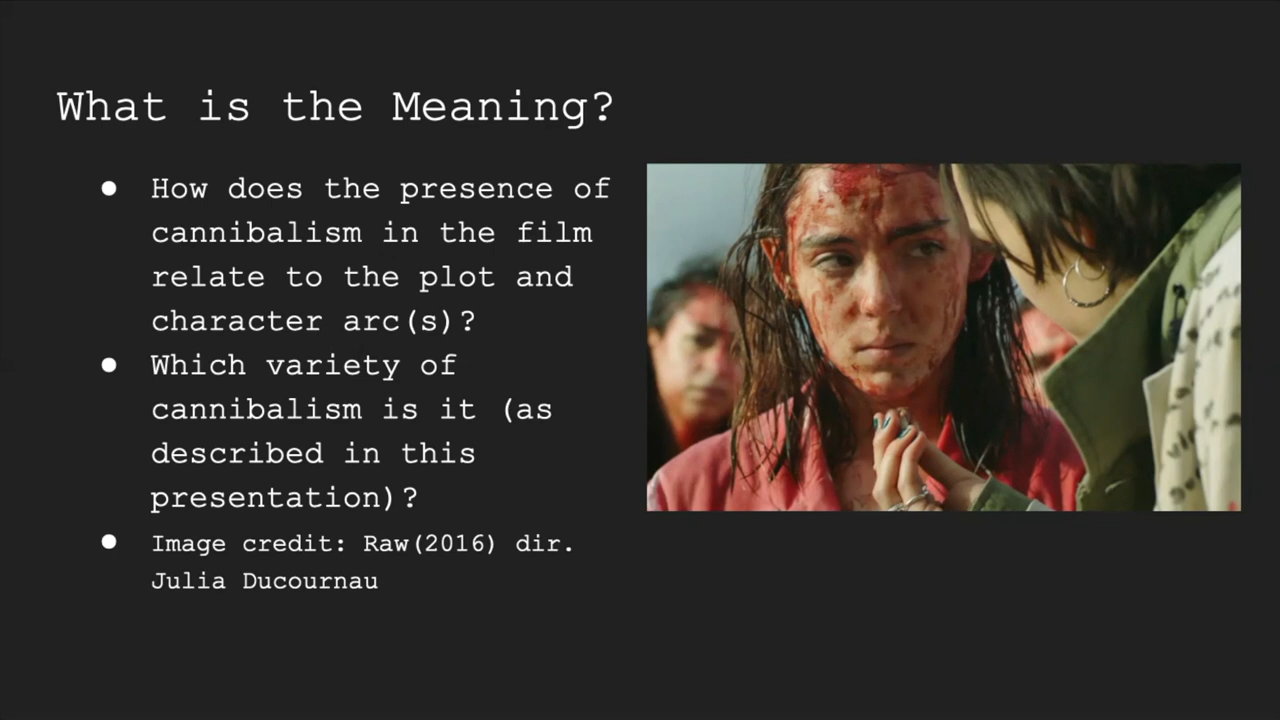 What is the Meaning?
● How does the presence of
cannibalism in the film
relate to the plot and
character arc(s)?
● Which variety of
cannibalism is it (as
described in this
presentation)?
● Image credit: Raw(2016) dir.
Julia Ducournau